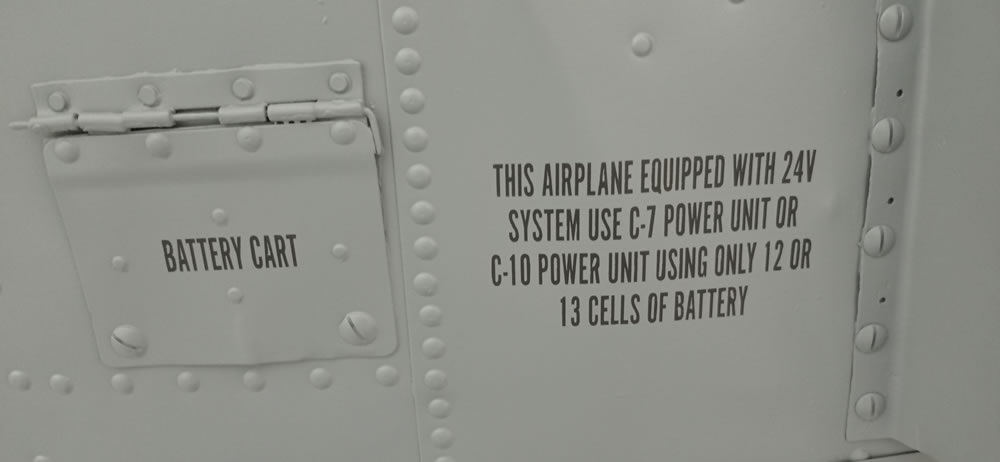 BATTERY CART
THIS AIRPLANE EQUIPPED WITH 24V
SYSTEM USE C-7 POWER UNIT OR
C-10 POWER UNIT USING ONLY 12 OR
13 CELLS OF BATTERY